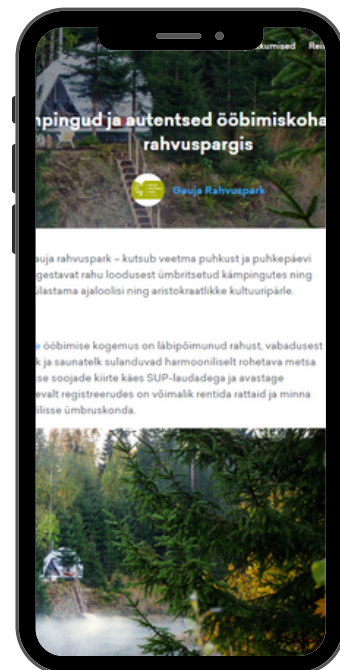 kumised Reis
mpingud ja autentsed ööbimiskoha
rahvuspargis
Gauja Rahvuspark
auja rahvuspark – kutsub veetma puhkust ja puhkepäevi
gestavat rahu loodusest ümbritsetud kämpingutes ning
ülastama ajaloolisi ning aristokraatlikke kultuuripärle.
e ööbimise kogemus on läbipõimunud rahust, vabadusest
k ja saunatelk sulanduvad harmooniliselt rohetava metsa
se soojade kiirte käes SUP-laudadega ja avastage
evalt registreerudes on võimalik rentida rattaid ja minna
ilisse ümbruskonda.